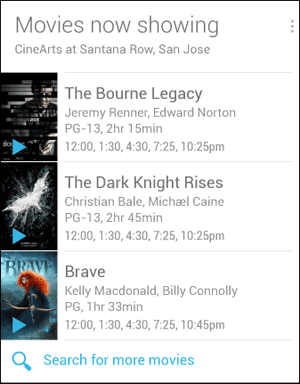 Movies now showing
CineArts at Santana Row, San Jose
The Bourne Legacy
Jeremy Renner, Edward Norton
PG-13, 2hr 15min
12:00, 1:30, 4:30, 7:25, 10:25pm
The Dark Knight Rises
Christian Bale, Michæl Caine
PG-13, 2hr 45min
12:00, 1:30, 4:30, 7:25, 10:25pm
BRAVE
Brave
Kelly Macdonald, Billy Connolly
PG, 1hr 33min
12:00, 1:30, 4:30, 7:25, 10:45pm
Search for more movies